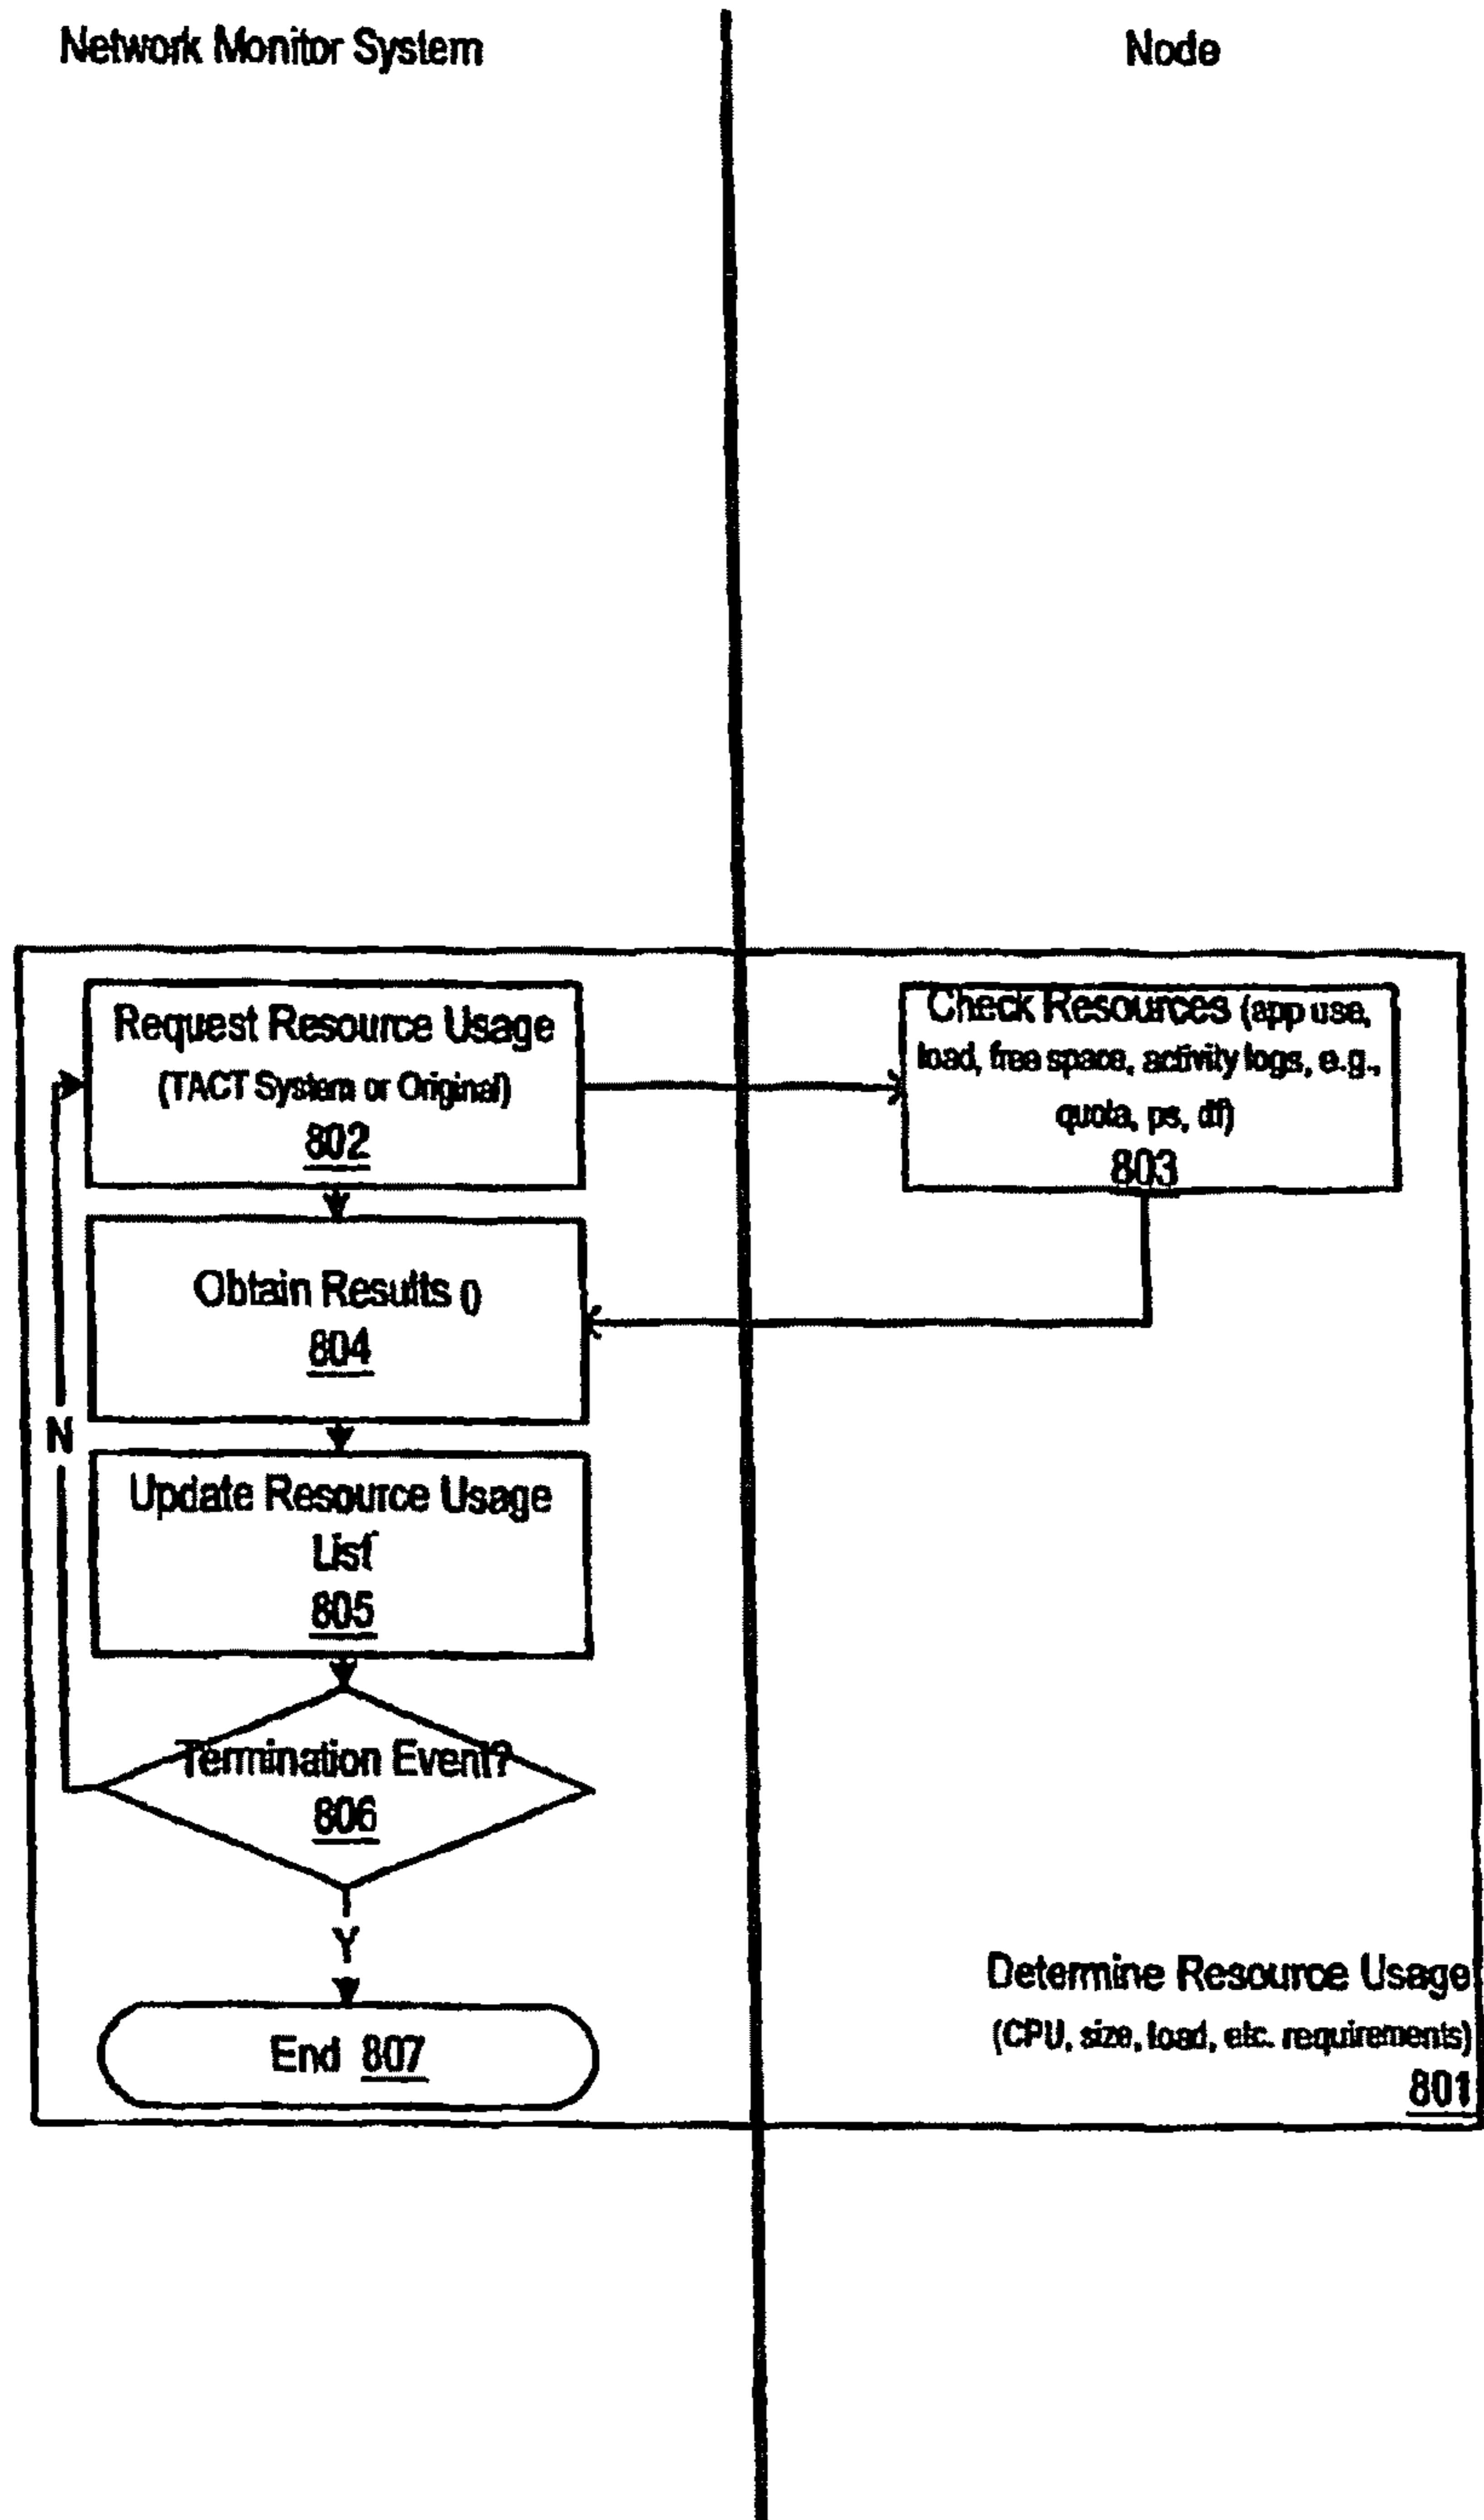 Network Monitor System
Node
Request Resource Usage
(TACT System or Original)
802
Check Resources (app use,
load, free space, activity logs, e.g.,
quota, ps, df)
803
Obtain Results ()
804
N
Update Resource Usage
List
805
Termination Event?
806
Y
End 807
Determine Resource Usage
(CPU, size, load, etc. requirements)
801